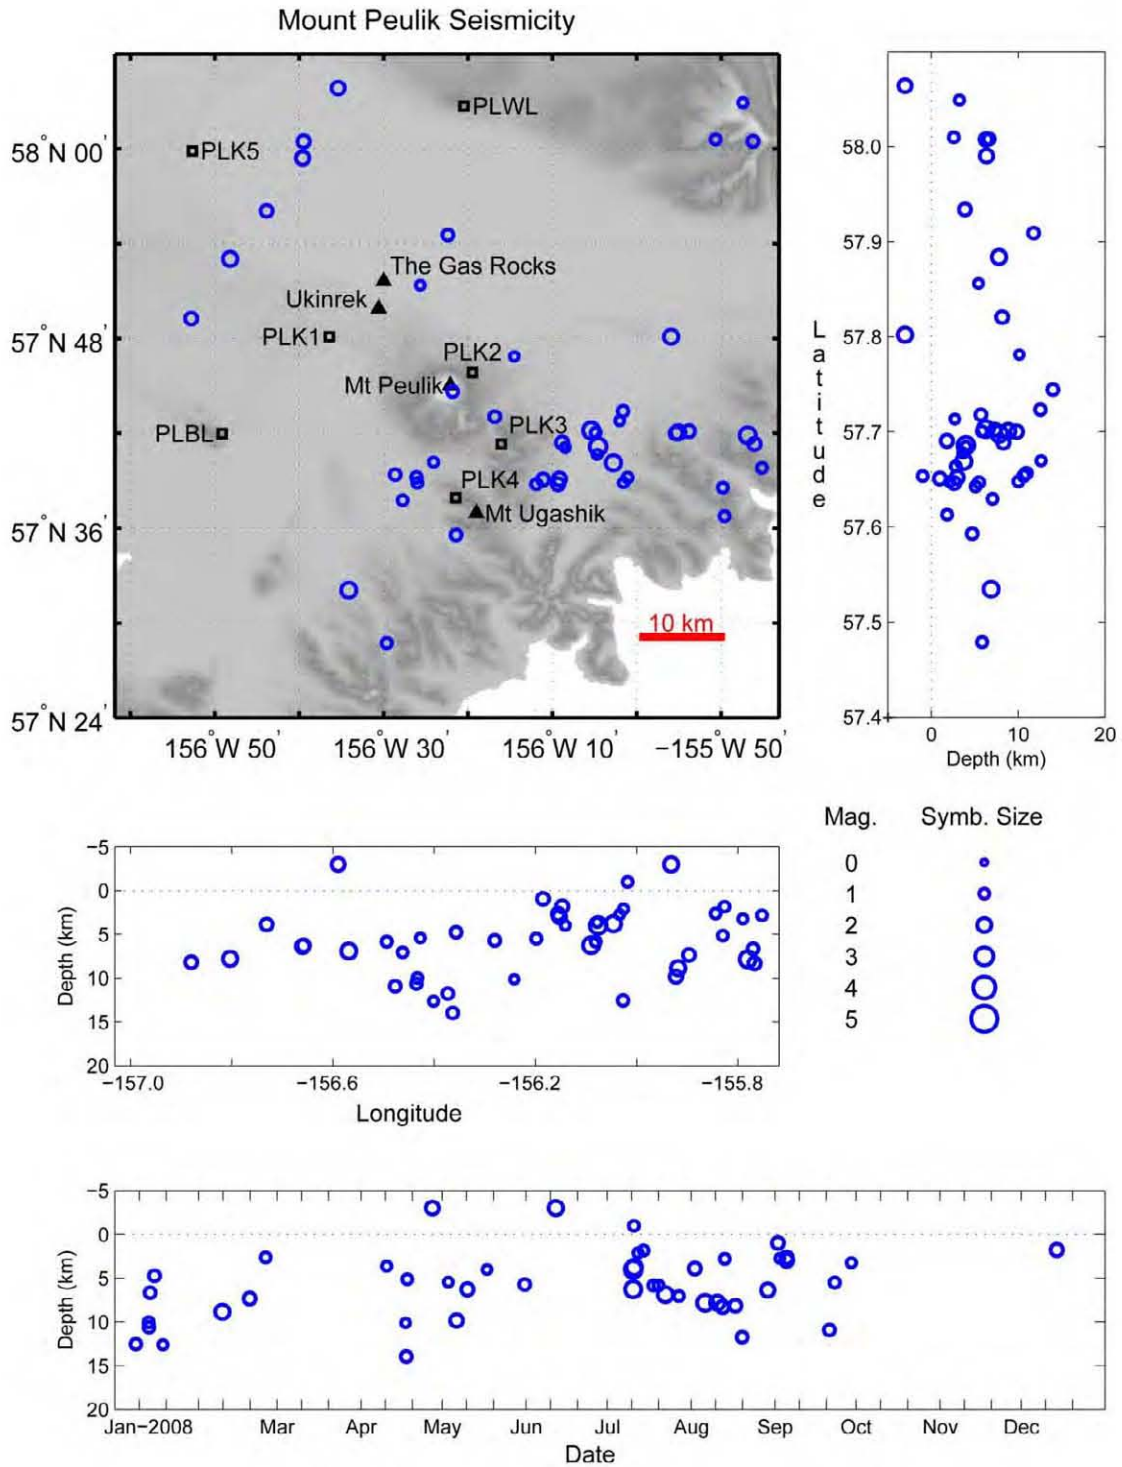 Mount Peulik Seismicity
PLWL
58°N 00'
PLK5
58.0
The Gas Rocks
57.9
Ukinrek
57°N 48'
PLK1
PLK2
Latitude
57.8
Mt Peulik
PLBL
PLK3
57.7
PLK4
Mt Ugashik
57°N 36'
57.6
10 km
57.5
57°N 24'
57.4
156°W 50'
156°W 30'
156°W 10'
−155°W 50'
0
10
20
Depth (km)
Mag.
Symb. Size
0
1
2
3
4
5
−5
0
5
10
15
20
Depth (km)
−157.0
−156.6
−156.2
−155.8
Longitude
−5
0
5
10
15
20
Depth (km)
Jan−2008
Mar
Apr
May
Jun
Jul
Aug
Sep
Oct
Nov
Dec
Date